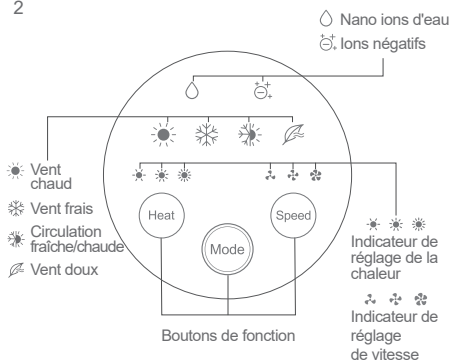 2
Nano ions d'eau
Ions négatifs
Vent
chaud
Vent frais
Circulation
fraîche/chaude
Vent doux
Heat
Speed
Mode
Indicateur de
réglage de la
chaleur
Indicateur de
réglage
de vitesse
Boutons de fonction